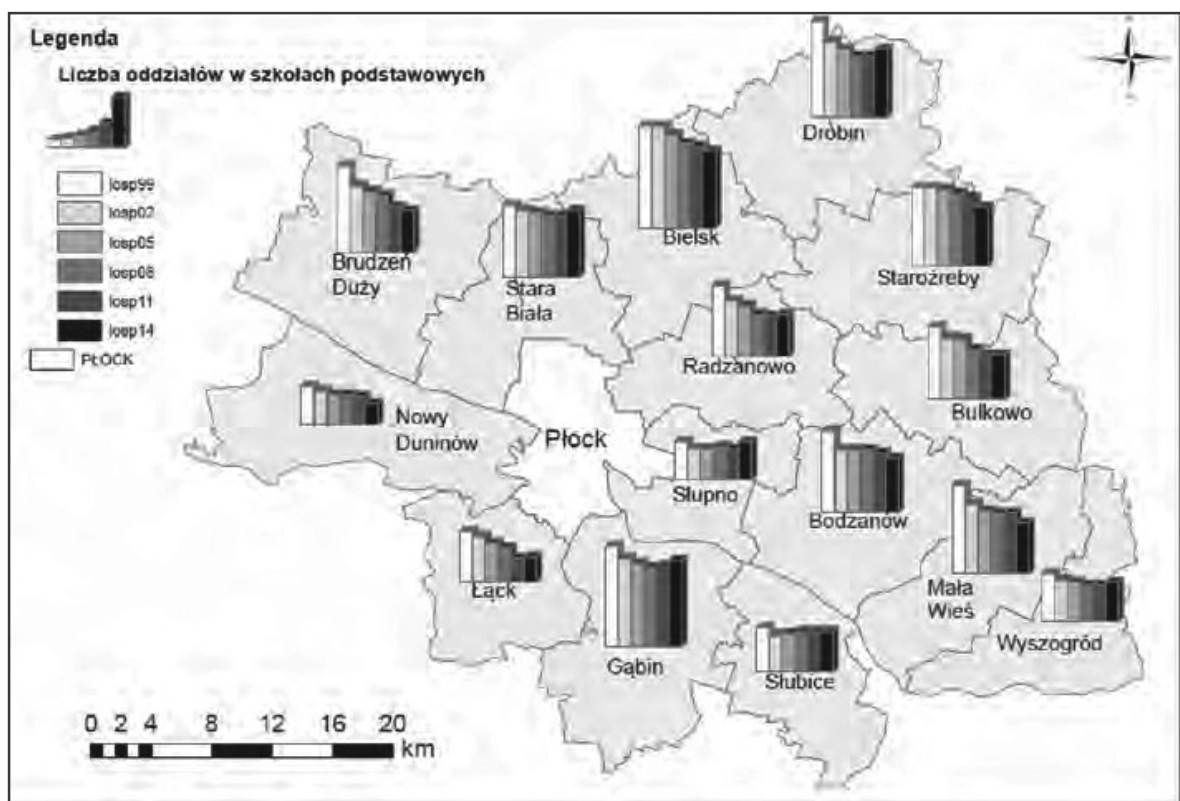 Legenda
Liczba oddziałów w szkołach podstawowych
losp99
losp02
losp05
losp08
losp11
losp14
PŁOCK
Drobin
Bielsk
Brudzeń
Duży
Stara
Biała
Staroźreby
Radzanowo
Bulkowo
Nowy
Duninów
Płock
Słupno
Bodzanów
Łąck
Mała
Wieś
Wyszogród
Gąbin
Słubice
0 2 4 8 12 16 20
km